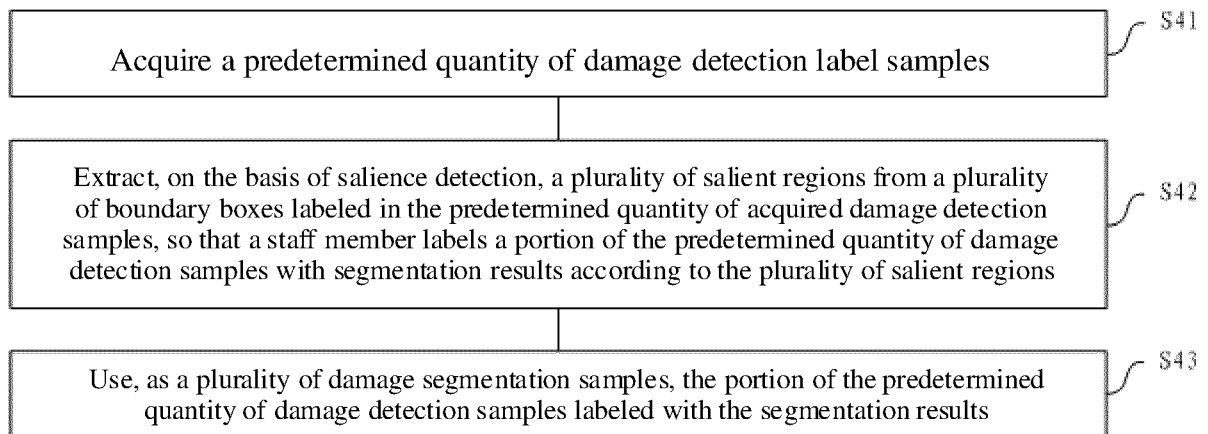 S41
Acquire a predetermined quantity of damage detection label samples
Extract, on the basis of salience detection, a plurality of salient regions from a plurality
of boundary boxes labeled in the predetermined quantity of acquired damage detection
samples, so that a staff member labels a portion of the predetermined quantity of damage
detection samples with segmentation results according to the plurality of salient regions
S42
Use, as a plurality of damage segmentation samples, the portion of the predetermined
quantity of damage detection samples labeled with the segmentation results
S43